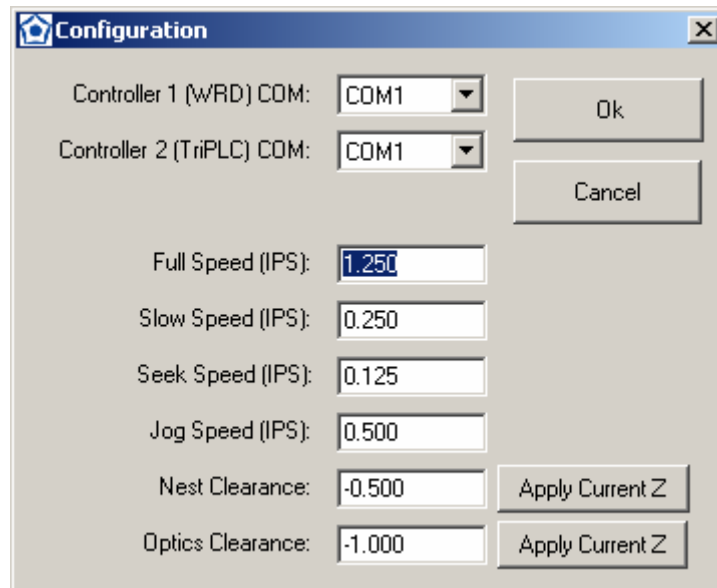 Configuration
Controller 1 (WRD) COM: COM1
Ok
Controller 2 (TriPLC) COM: COM1
Cancel
Full Speed (IPS): 1.250
Slow Speed (IPS): 0.250
Seek Speed (IPS): 0.125
Jog Speed (IPS): 0.500
Nest Clearance: -0.500 Apply Current Z
Optics Clearance: -1.000 Apply Current Z